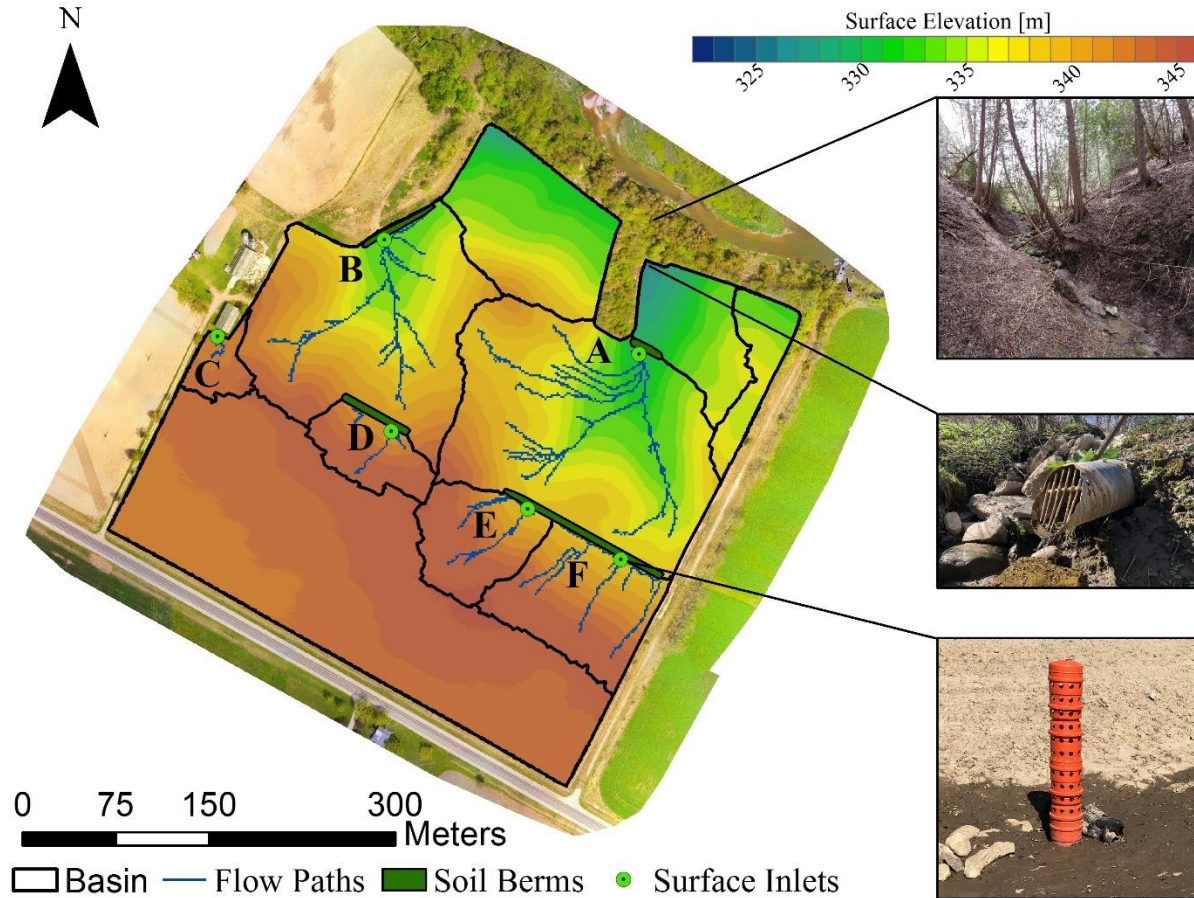 N
Surface Elevation [m]
325
330
335
340
345
B
A
C
D
E
F
0 75 150 300
Meters
Basin Flow Paths Soil Berms Surface Inlets